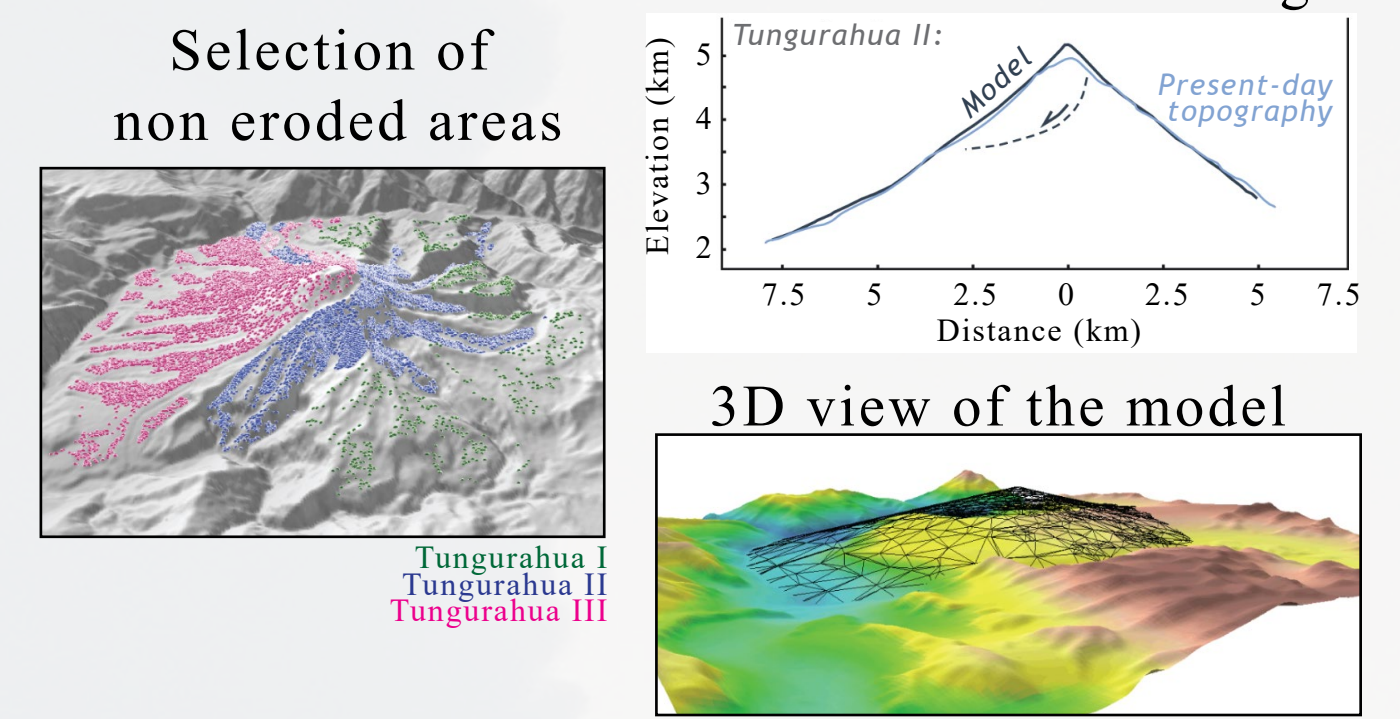 Selection of
non eroded areas
Tungurahua I
Tungurahua II
Tungurahua III
Tungurahua II:
Model
Present-day
topography
Elevation (km)
5
4
3
2
7.5 5 2.5 0 2.5 5 7.5
Distance (km)
3D view of the model